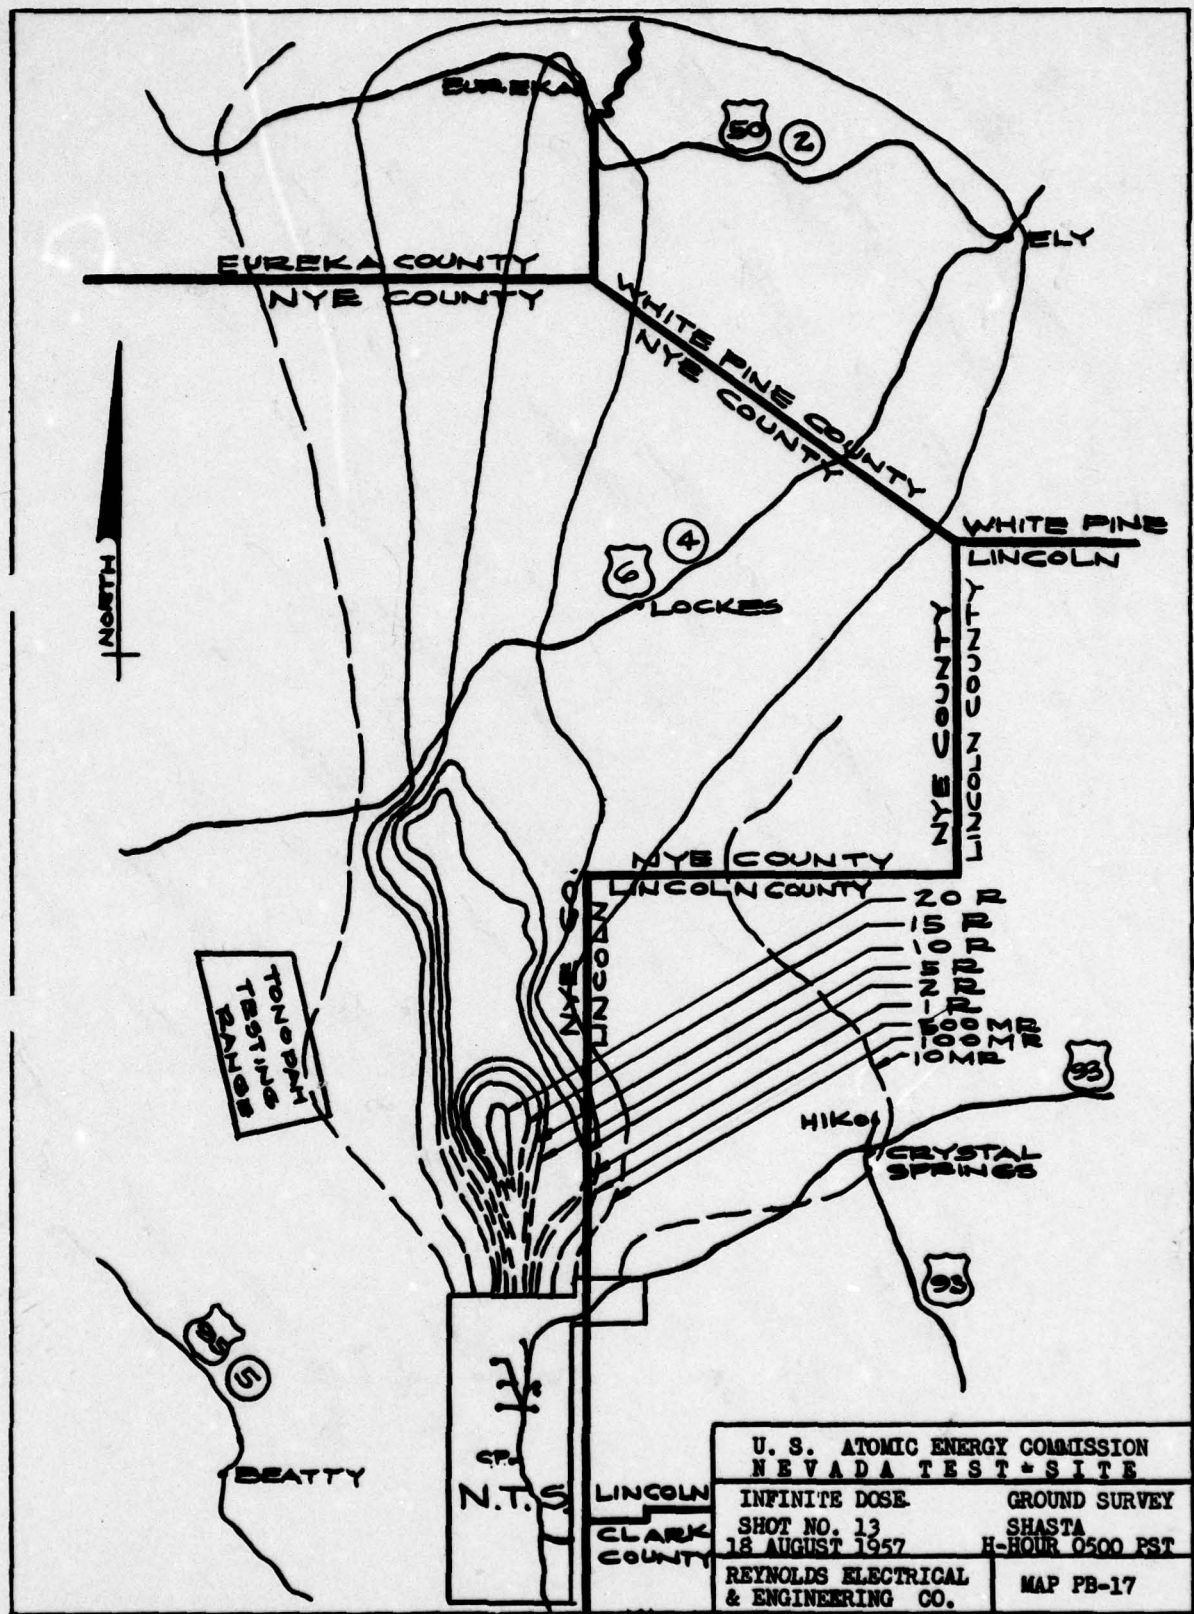 EUREKA
50
2
ELY
EUREKA COUNTY
NYE COUNTY
WHITE PINE COUNTY
NYE COUNTY
WHITE PINE
LINCOLN
NORTH
6
4
LOCKES
NYE COUNTY
LINCOLN COUNTY
NYE COUNTY
LINCOLN COUNTY
NYE CO.
LINCOLN
20 R
15 R
10 R
5 R
2 R
1 R
500 MR
100 MR
10 MR
TONOPAH
TESTING
RANGE
93
HIKO
CRYSTAL
SPRINGS
93
95
5
BEATTY
C.P.
N.T.S.
LINCOLN
CLARK
COUNTY
U. S. ATOMIC ENERGY COMMISSION
NEVADA TEST SITE
INFINITE DOSE GROUND SURVEY
SHOT NO. 13 SHASTA
18 AUGUST 1957 H-HOUR 0500 PST
REYNOLDS ELECTRICAL
& ENGINEERING CO.
MAP PB-17